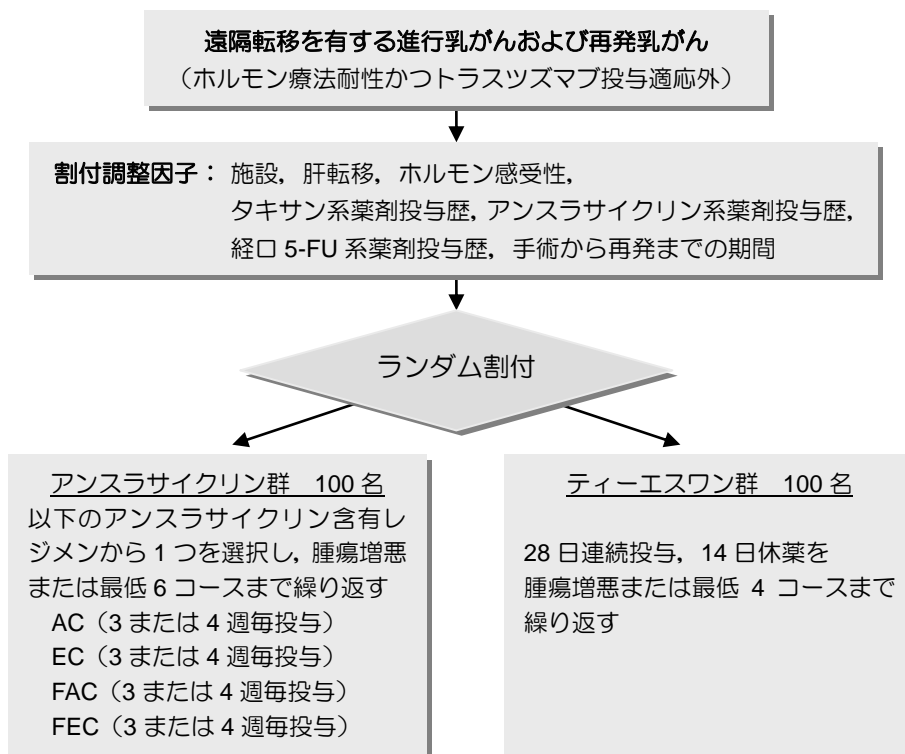 遠隔転移を有する進行乳がんおよび再発乳がん
（ホルモン療法耐性かつトラスツズマブ投与適応外）
割付調整因子： 施設，肝転移，ホルモン感受性，
タキサン系薬剤投与歴，アンスラサイクリン系薬剤投与歴，
経口 5-FU 系薬剤投与歴，手術から再発までの期間
ランダム割付
アンスラサイクリン群　100 名
以下のアンスラサイクリン含有レ
ジメンから 1 つを選択し，腫瘍増悪
または最低 6 コースまで繰り返す
AC（3 または 4 週毎投与）
EC（3 または 4 週毎投与）
FAC（3 または 4 週毎投与）
FEC（3 または 4 週毎投与）
ティーエスワン群　100 名
28 日連続投与，14 日休薬を
腫瘍増悪または最低 4 コースまで
繰り返す